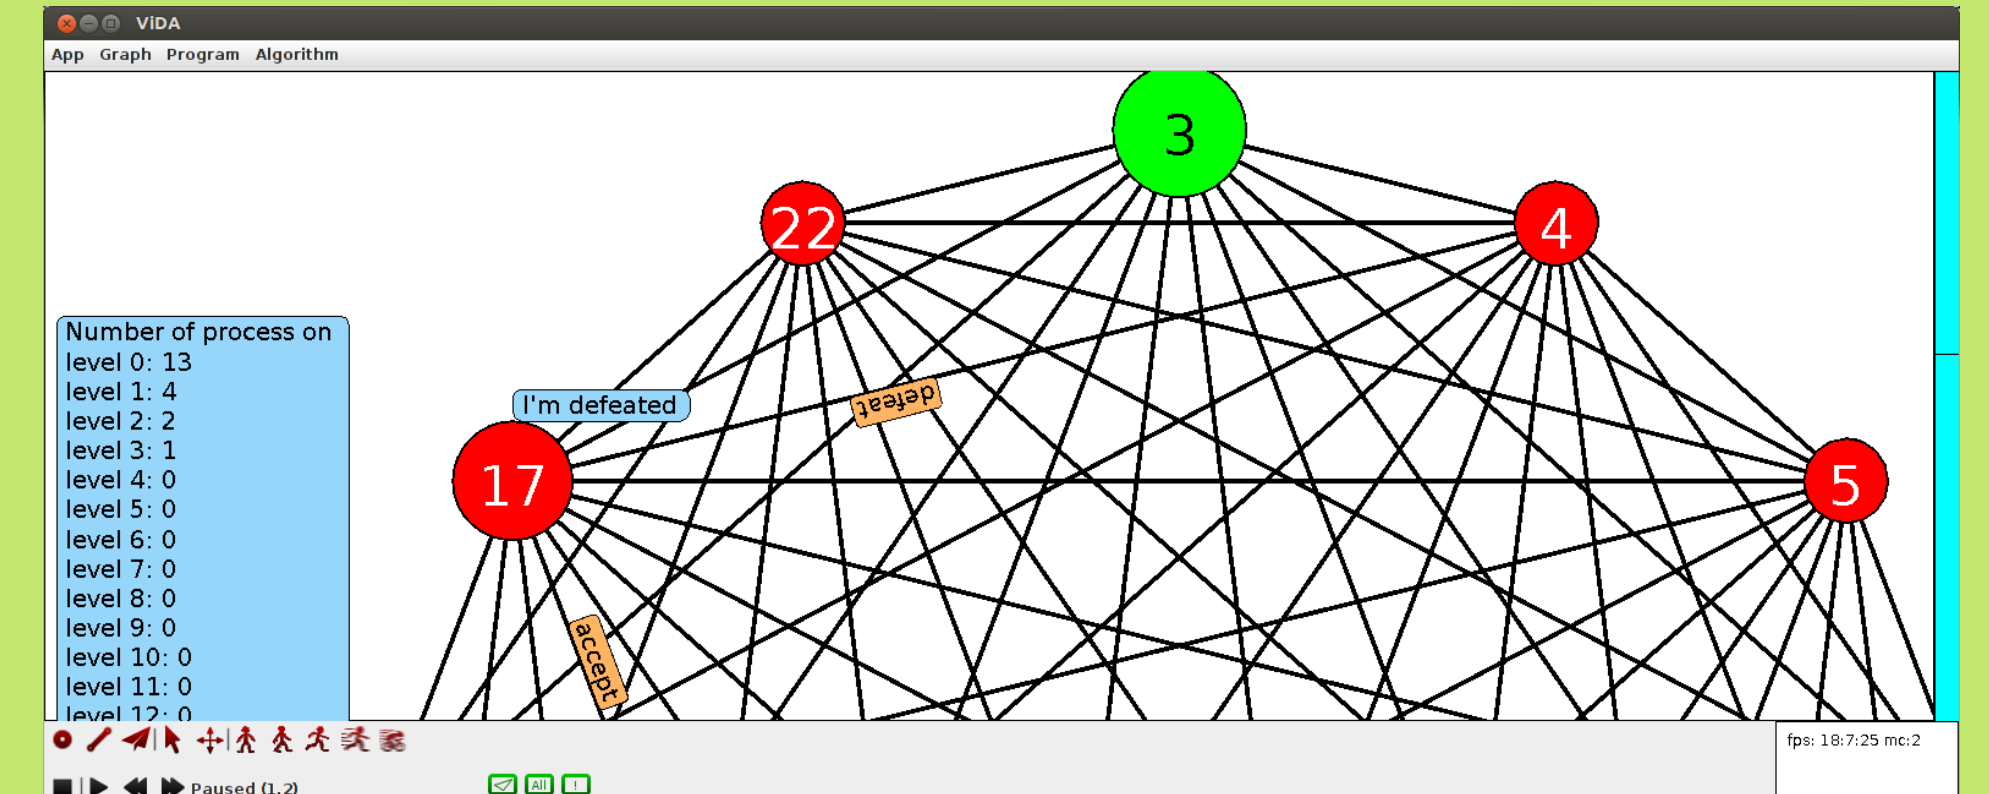 ViDA
App Graph Program Algorithm
3
22
4
Number of process on
level 0: 13
level 1: 4
level 2: 2
level 3: 1
level 4: 0
level 5: 0
level 6: 0
level 7: 0
level 8: 0
level 9: 0
level 10: 0
level 11: 0
level 12: 0
I'm defeated
defeat
17
5
accept
fps: 18:7:25 mc:2
Paused (1,2)
All
!